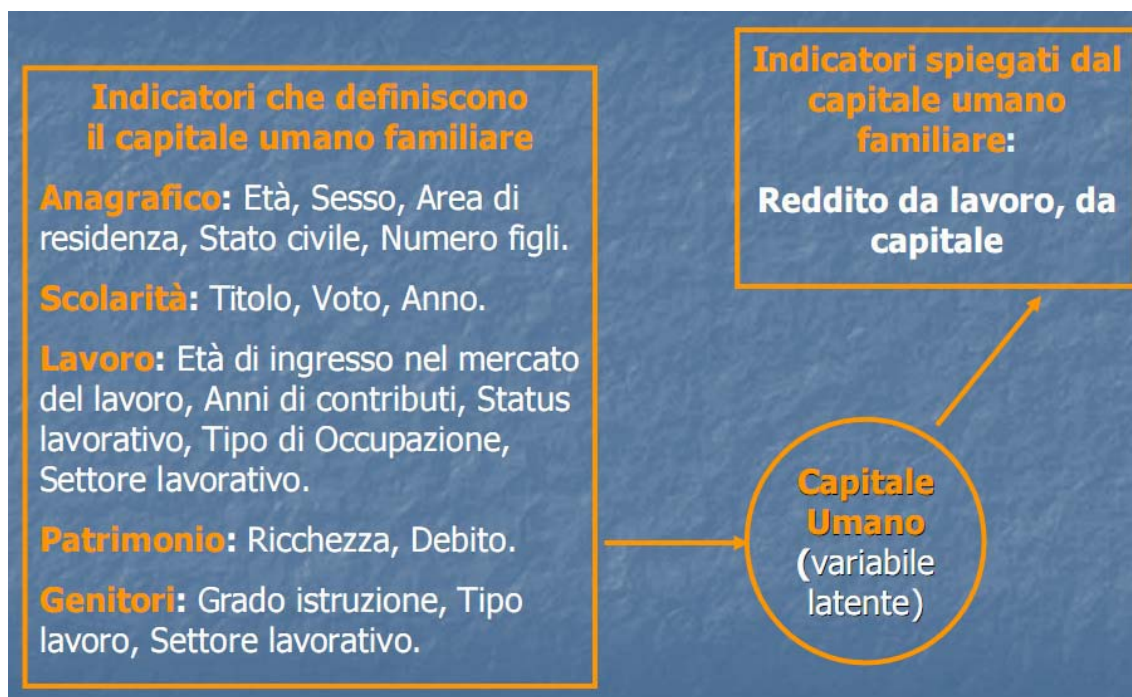 Indicatori che definiscono
il capitale umano familiare
Anagrafico: Età, Sesso, Area di
residenza, Stato civile, Numero figli.
Scolarità: Titolo, Voto, Anno.
Lavoro: Età di ingresso nel mercato
del lavoro, Anni di contributi, Status
lavorativo, Tipo di Occupazione,
Settore lavorativo.
Patrimonio: Ricchezza, Debito.
Genitori: Grado istruzione, Tipo
lavoro, Settore lavorativo.
Indicatori spiegati dal
capitale umano
familiare:
Reddito da lavoro, da
capitale
Capitale
Umano
(variabile
latente)